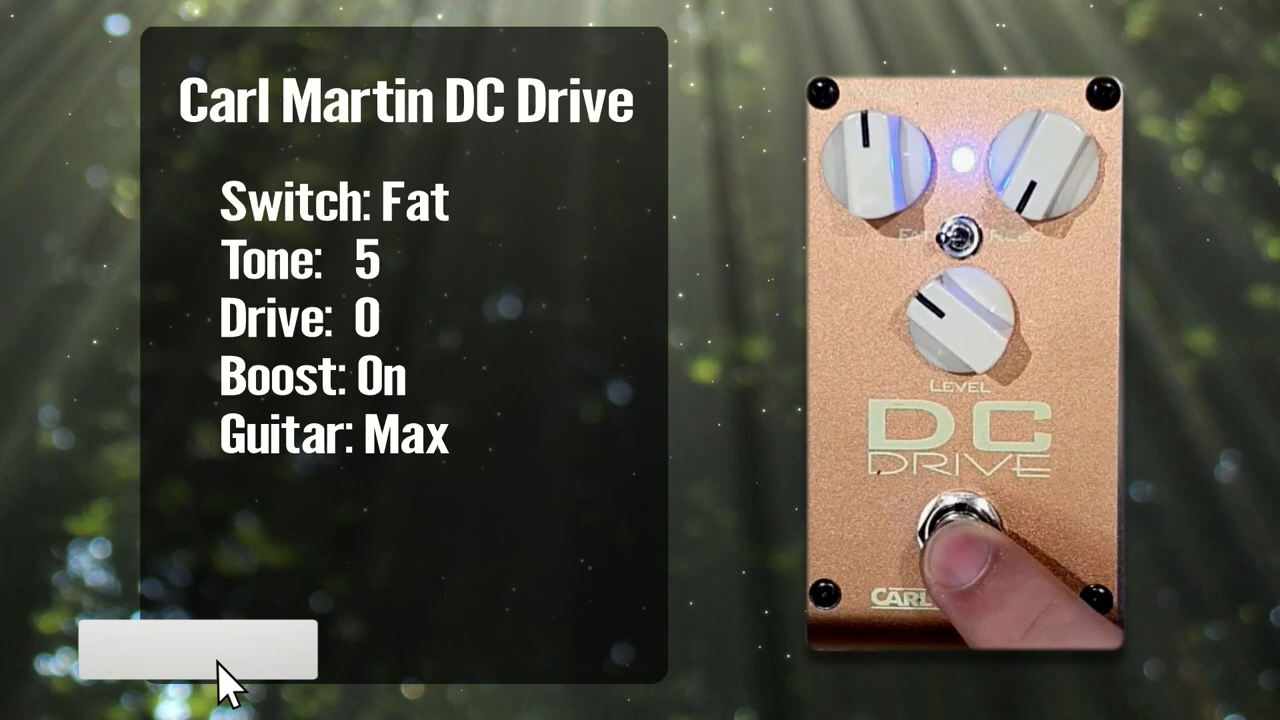 Carl Martin DC Drive
Switch: Fat
Tone: 5
Drive: 0
Boost: On
Guitar: Max
LEVEL
DC
DRIVE